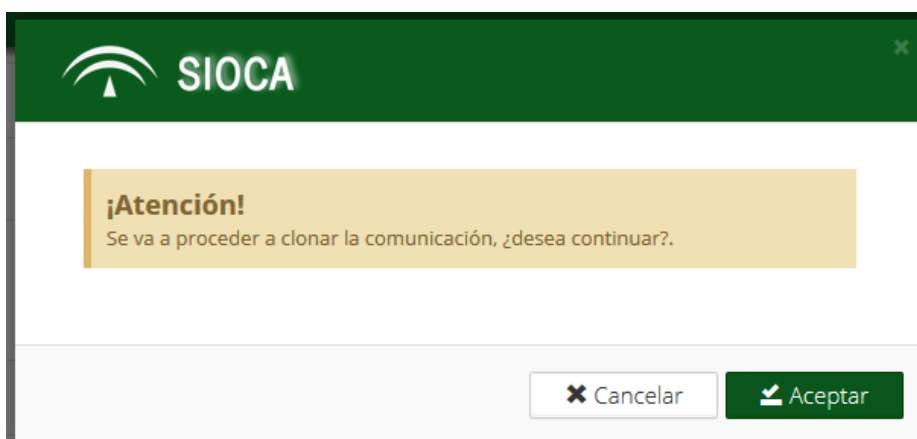 SIOCA
¡Atención!
Se va a proceder a clonar la comunicación, ¿desea continuar?.
Cancelar
Aceptar